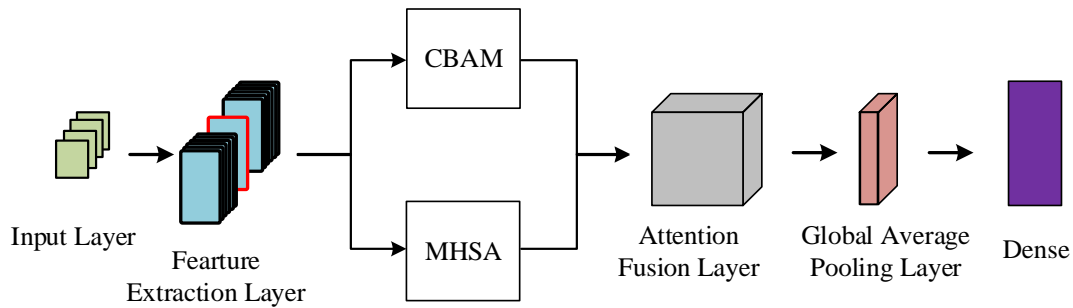 CBAM
MHSA
Input Layer
Fearture
Extraction Layer
Attention
Fusion Layer
Global Average
Pooling Layer
Dense